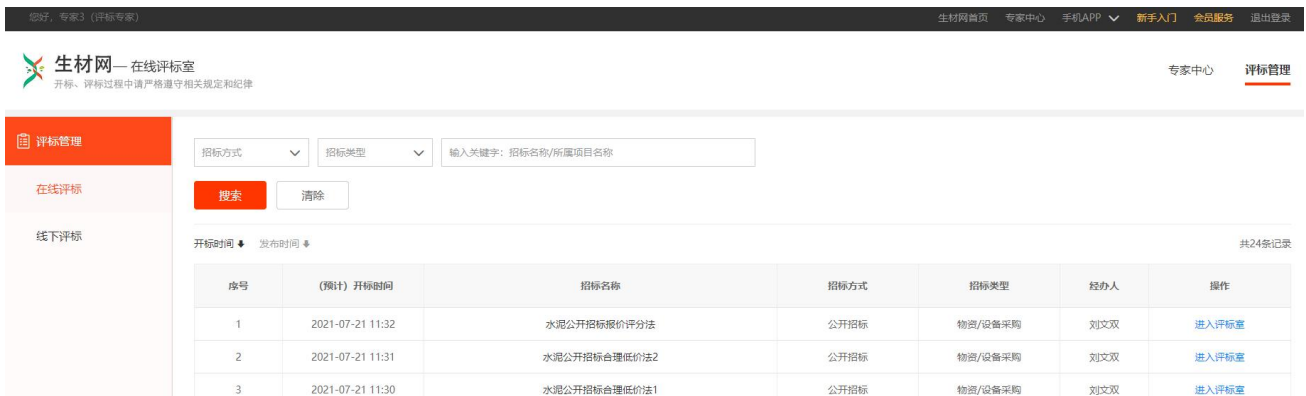 您好，专家3（评标专家） 生材网首页 专家中心 手机APP 新手入门 会员服务 退出登录
生材网— 在线评标室
开标、评标过程中请严格遵守相关规定和纪律
专家中心 评标管理
评标管理
在线评标
线下评标
招标方式 招标类型 输入关键字：招标名称/所属项目名称
搜索 清除
开标时间 发布时间 共24条记录
序号 （预计）开标时间 招标名称 招标方式 招标类型 经办人 操作
1 2021-07-21 11:32 水泥公开招标报价评分法 公开招标 物资/设备采购 刘文双 进入评标室
2 2021-07-21 11:31 水泥公开招标合理低价法2 公开招标 物资/设备采购 刘文双 进入评标室
3 2021-07-21 11:30 水泥公开招标合理低价法1 公开招标 物资/设备采购 刘文双 进入评标室